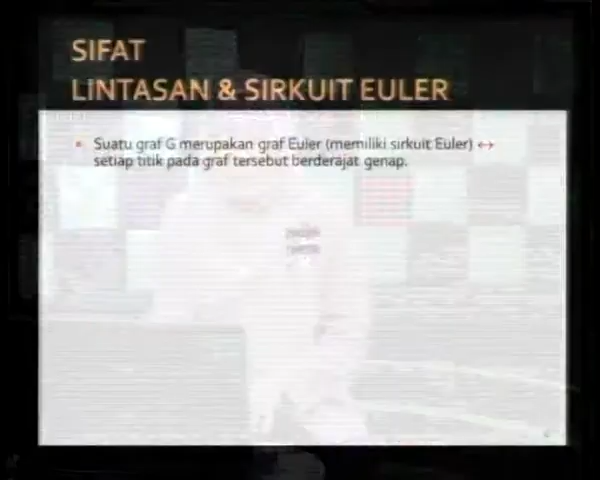 SIFAT
LINTASAN & SIRKUIT EULER
Suatu graf G merupakan graf Euler (memiliki sirkuit Euler) ↔
setiap titik pada graf tersebut berderajat genap.